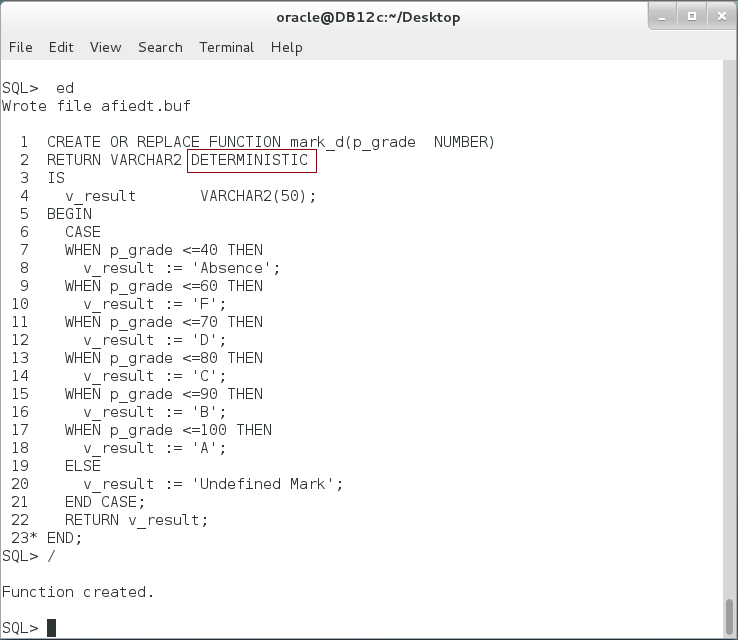 oracle@DB12c:~/Desktop
File Edit View Search Terminal Help
SQL>  ed
Wrote file afiedt.buf
  1  CREATE OR REPLACE FUNCTION mark_d(p_grade  NUMBER)
  2  RETURN VARCHAR2 DETERMINISTIC
  3  IS
  4    v_result       VARCHAR2(50);
  5  BEGIN
  6    CASE
  7    WHEN p_grade <=40 THEN
  8      v_result := 'Absence';
  9    WHEN p_grade <=60 THEN
 10      v_result := 'F';
 11    WHEN p_grade <=70 THEN
 12      v_result := 'D';
 13    WHEN p_grade <=80 THEN
 14      v_result := 'C';
 15    WHEN p_grade <=90 THEN
 16      v_result := 'B';
 17    WHEN p_grade <=100 THEN
 18      v_result := 'A';
 19    ELSE
 20      v_result := 'Undefined Mark';
 21    END CASE;
 22    RETURN v_result;
 23* END;
SQL> /
Function created.
SQL>